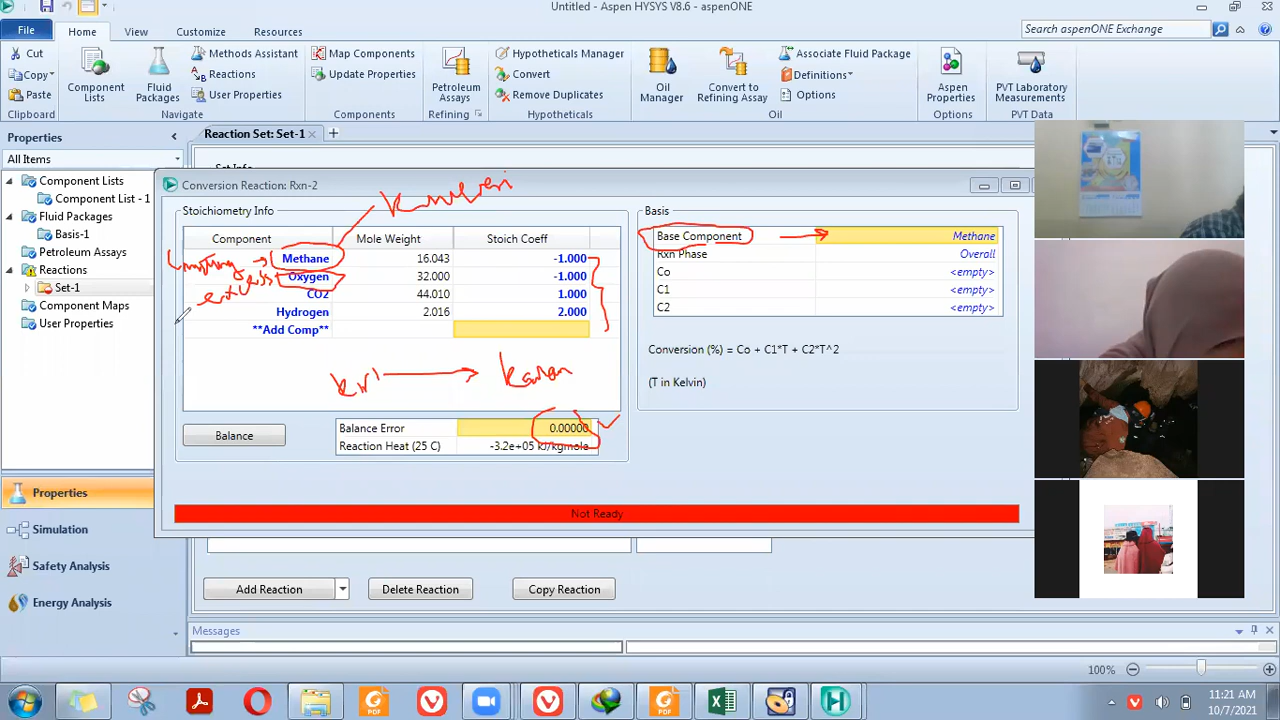 Untitled - Aspen HYSYS V8.6 - aspenONE
File
Home
View
Customize
Resources
Search aspenONE Exchange
Cut
Copy
Paste
Clipboard
Component Lists
Fluid Packages
Methods Assistant
Reactions
User Properties
Navigate
Map Components
Update Properties
Components
Petroleum Assays
Refining
Hypotheticals Manager
Convert
Remove Duplicates
Hypotheticals
Oil Manager
Convert to Refining Assay
Associate Fluid Package
Definitions
Options
Oil
Aspen Properties
Options
PVT Laboratory Measurements
PVT Data
Properties
All Items
Component Lists
Component List - 1
Fluid Packages
Basis-1
Petroleum Assays
Reactions
Set-1
Component Maps
User Properties
Properties
Simulation
Safety Analysis
Energy Analysis
Reaction Set: Set-1
Set Info
Conversion Reaction: Rxn-2
Stoichiometry Info
Component Mole Weight Stoich Coeff
Methane 16.043 -1.000
Oxygen 32.000 -1.000
CO2 44.010 1.000
Hydrogen 2.016 2.000
**Add Comp**
Balance
Balance Error 0.00000
Reaction Heat (25 C) -3.2e+05 kJ/kgmole
Basis
Base Component Methane
Rxn Phase Overall
Co <empty>
C1 <empty>
C2 <empty>
Conversion (%) = Co + C1*T + C2*T^2
(T in Kelvin)
Not Ready
Add Reaction
Delete Reaction
Copy Reaction
Messages
100%
11:21 AM
10/7/2021